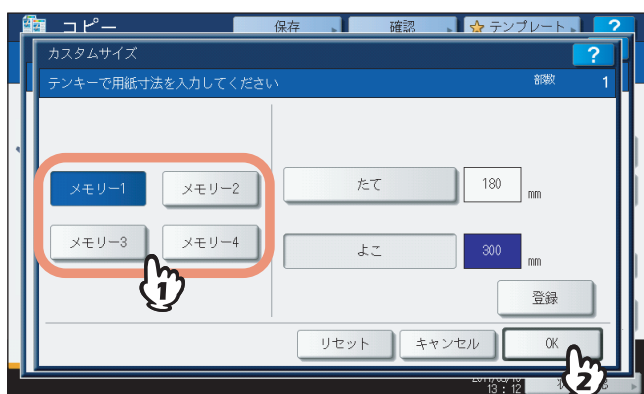 コピー 保存 確認 テンプレート ?
カスタムサイズ ?
テンキーで用紙寸法を入力してください 部数 1
メモリー1 メモリー2 たて 180 mm
メモリー3 メモリー4 よこ 300 mm
1
登録
リセット キャンセル OK
2
13 : 12